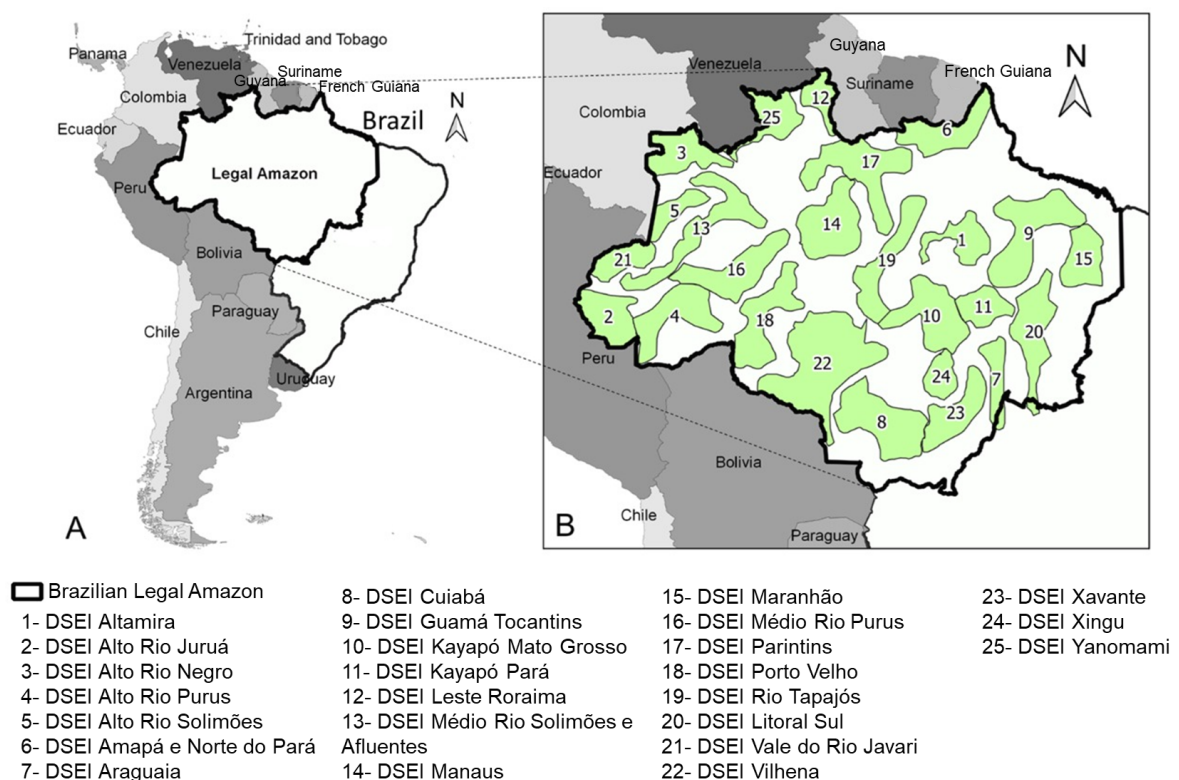 Trinidad and Tobago
Panama
Venezuela
Guyana
Suriname
French Guiana
Colombia
Ecuador
N
Brazil
Legal Amazon
Peru
Bolivia
Paraguay
Chile
Uruguay
Argentina
A
Guyana
Venezuela
Suriname
French Guiana
N
Colombia
Ecuador
12
25
6
3
17
5
13
14
1
9
21
19
15
16
2
4
18
10
11
20
Peru
22
24
7
8
23
Bolivia
Chile
Paraguay
B
Brazilian Legal Amazon
1- DSEI Altamira
2- DSEI Alto Rio Juruá
3- DSEI Alto Rio Negro
4- DSEI Alto Rio Purus
5- DSEI Alto Rio Solimões
6- DSEI Amapá e Norte do Pará
7- DSEI Araguaia
8- DSEI Cuiabá
9- DSEI Guamá Tocantins
10- DSEI Kayapó Mato Grosso
11- DSEI Kayapó Pará
12- DSEI Leste Roraima
13- DSEI Médio Rio Solimões e
Afluentes
14- DSEI Manaus
15- DSEI Maranhão
16- DSEI Médio Rio Purus
17- DSEI Parintins
18- DSEI Porto Velho
19- DSEI Rio Tapajós
20- DSEI Litoral Sul
21- DSEI Vale do Rio Javari
22- DSEI Vilhena
23- DSEI Xavante
24- DSEI Xingu
25- DSEI Yanomami